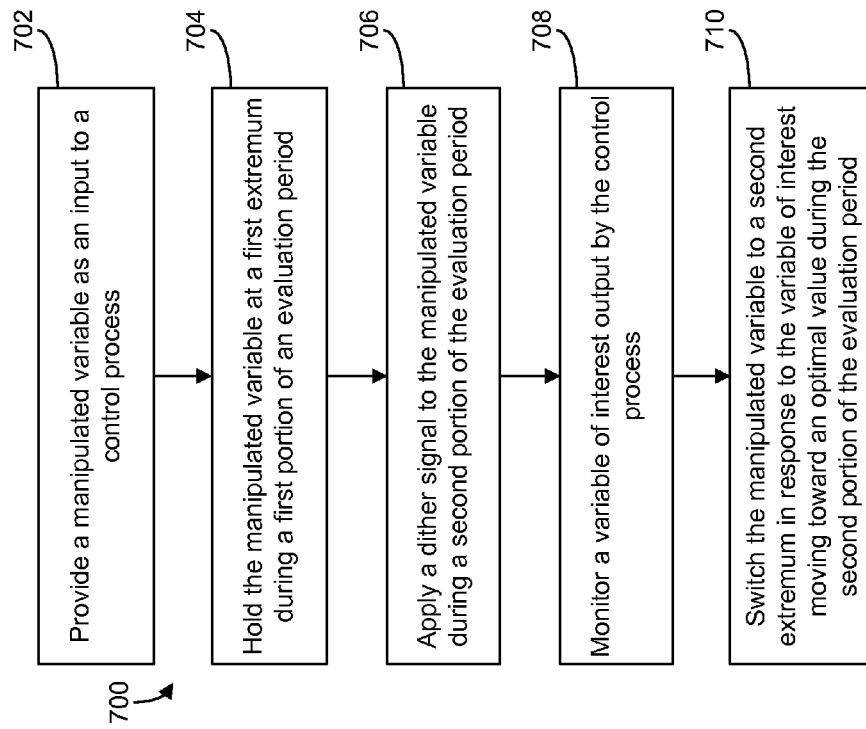 700
702
Provide a manipulated variable as an input to a
control process
704
Hold the manipulated variable at a first extremum
during a first portion of an evaluation period
706
Apply a dither signal to the manipulated variable
during a second portion of the evaluation period
708
Monitor a variable of interest output by the control
process
710
Switch the manipulated variable to a second
extremum in response to the variable of interest
moving toward an optimal value during the
second portion of the evaluation period